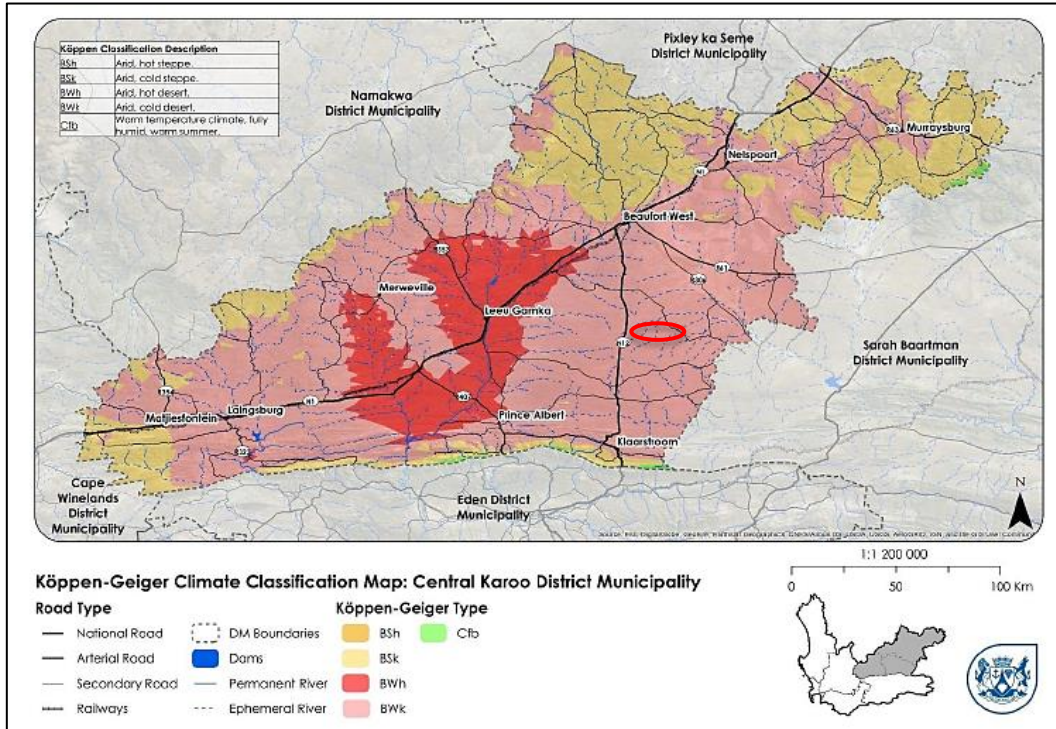 Pixley ka Seme
District Municipality
Köppen Classification Description
BSh Arid, hot steppe.
BSk Arid, cold steppe.
BWh Arid, hot desert.
BWk Arid, cold desert.
Cfb Warm temperature climate, fully
humid, warm summer.
Namakwa
District Municipality
R63
Murraysburg
Nelspoort
N1
Beaufort West
R61
Merweville
Leeu Gamka
N12
Sarah Baartman
District Municipality
Matjiesfontein
Laingsburg
N1
Prince Albert
Klaarstroom
Cape
Winelands
District
Municipality
Eden District
Municipality
N
1:1 200 000
0 50 100 Km
Köppen-Geiger Climate Classification Map: Central Karoo District Municipality
Road Type
Köppen-Geiger Type
National Road
DM Boundaries
BSh
Cfb
Arterial Road
Dams
BSk
Secondary Road
Permanent River
BWh
Railways
Ephemeral River
BWk